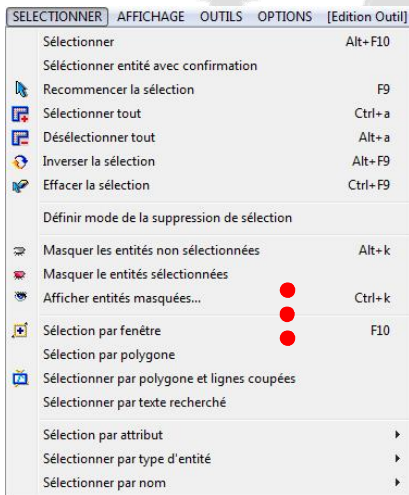 SELECTIONNER AFFICHAGE OUTILS OPTIONS [Edition Outil]
Sélectionner Alt+F10
Séléctionner entité avec confirmation
Recommencer la sélection F9
Sélectionner tout Ctrl+a
Désélectionner tout Alt+a
Inverser la sélection Alt+F9
Effacer la sélection Ctrl+F9
Définir mode de la suppression de sélection
Masquer les entités non sélectionnées Alt+k
Masquer le entités sélectionnées
Afficher entités masquées... Ctrl+k
Sélection par fenêtre F10
Sélection par polygone
Sélectionner par polygone et lignes coupées
Sélectionner par texte recherché
Sélection par attribut
Sélectionner par type d'entité
Sélectionner par nom